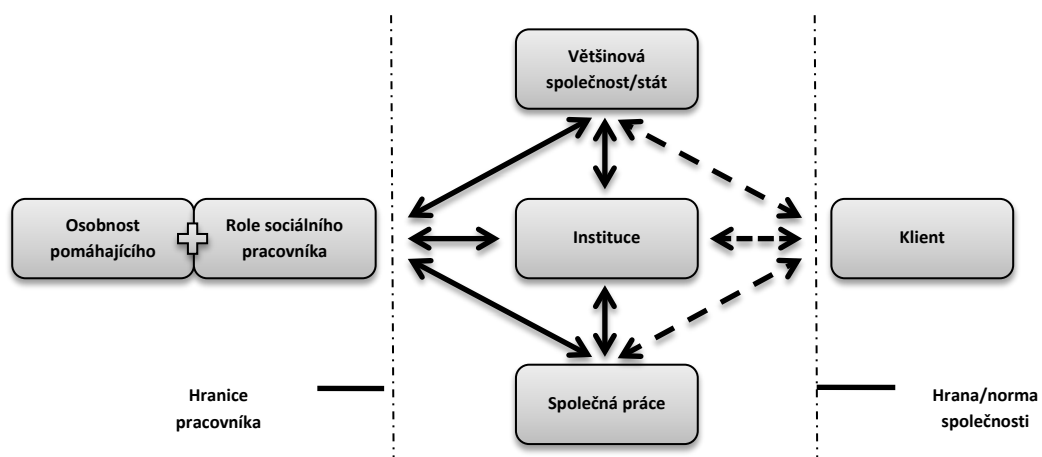 Většinová
společnost/stát
Osobnost
pomáhajícího
Role sociálního
pracovníka
Instituce
Klient
Společná práce
Hranice
pracovníka
Hrana/norma
společnosti